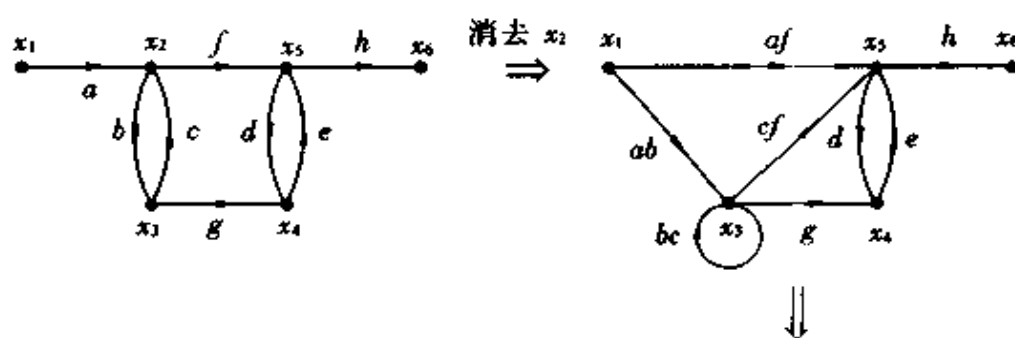 x₁ x₂ f x₅ h x₆ 消去 x₂ x₁ af x₅ h x₆
a
b c d e ab cf d e
x₃ g x₄ bc x₃ g x₄